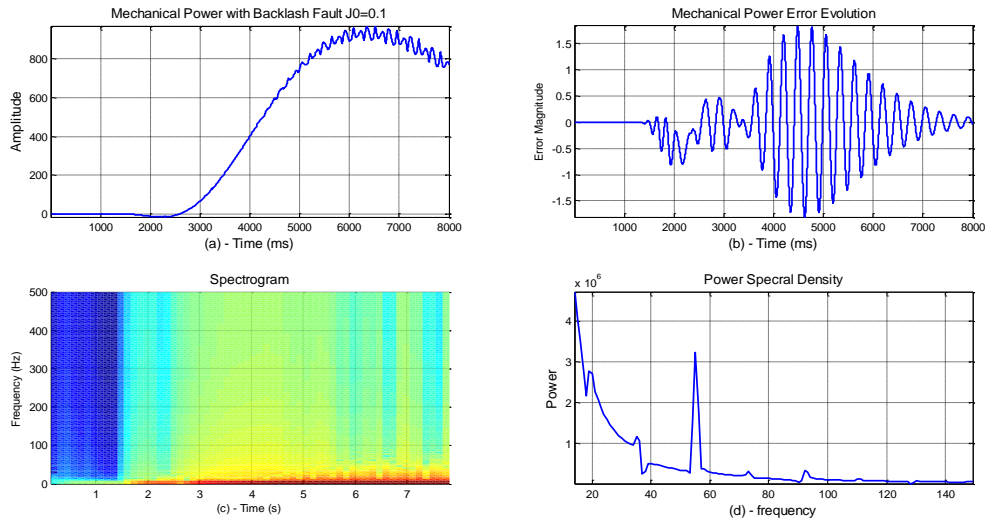 Mechanical Power with Backlash Fault J0=0.1
Amplitude
800
600
400
200
0
1000 2000 3000 4000 5000 6000 7000 8000
(a) - Time (ms)
Mechanical Power Error Evolution
Error Magnitude
1.5
1
0.5
0
-0.5
-1
-1.5
1000 2000 3000 4000 5000 6000 7000 8000
(b) - Time (ms)
Spectrogram
Frequency (Hz)
500
400
300
200
100
0
1 2 3 4 5 6 7
(c) - Time (s)
Power Specral Density
x 10^6
Power
4
3
2
1
20 40 60 80 100 120 140
(d) - frequency